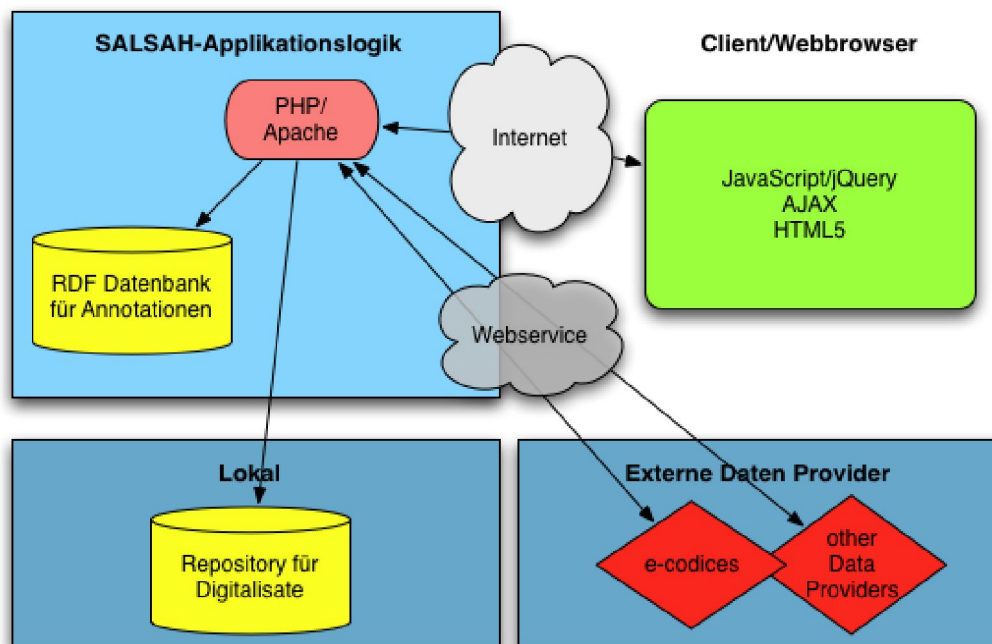 SALSAH-Applikationslogik
PHP/
Apache
RDF Datenbank
für Annotationen
Internet
Client/Webbrowser
JavaScript/jQuery
AJAX
HTML5
Webservice
Lokal
Repository für
Digitalisate
Externe Daten Provider
e-codices
other
Data
Providers